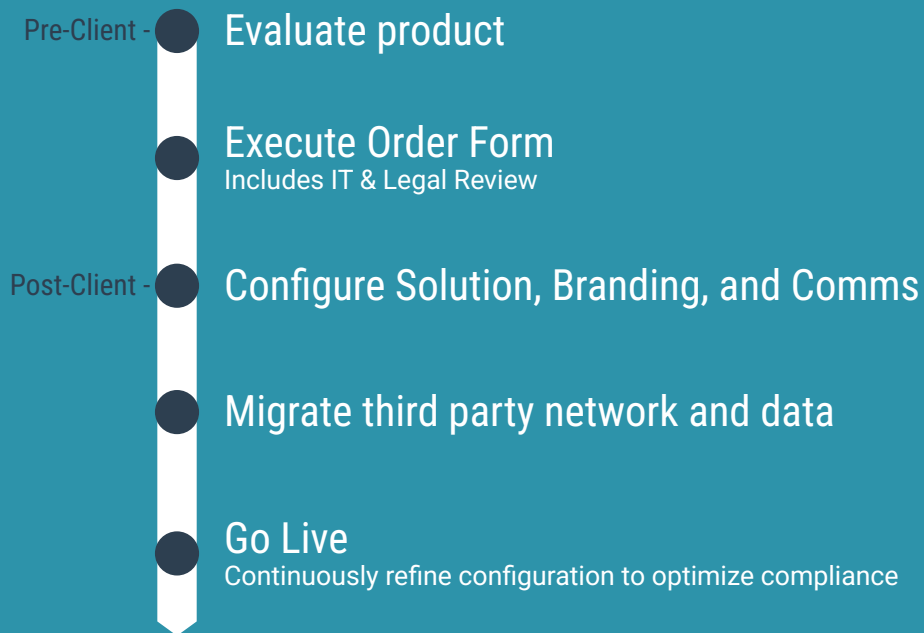 Pre-Client -
Evaluate product
Execute Order Form
Includes IT & Legal Review
Post-Client -
Configure Solution, Branding, and Comms
Migrate third party network and data
Go Live
Continuously refine configuration to optimize compliance